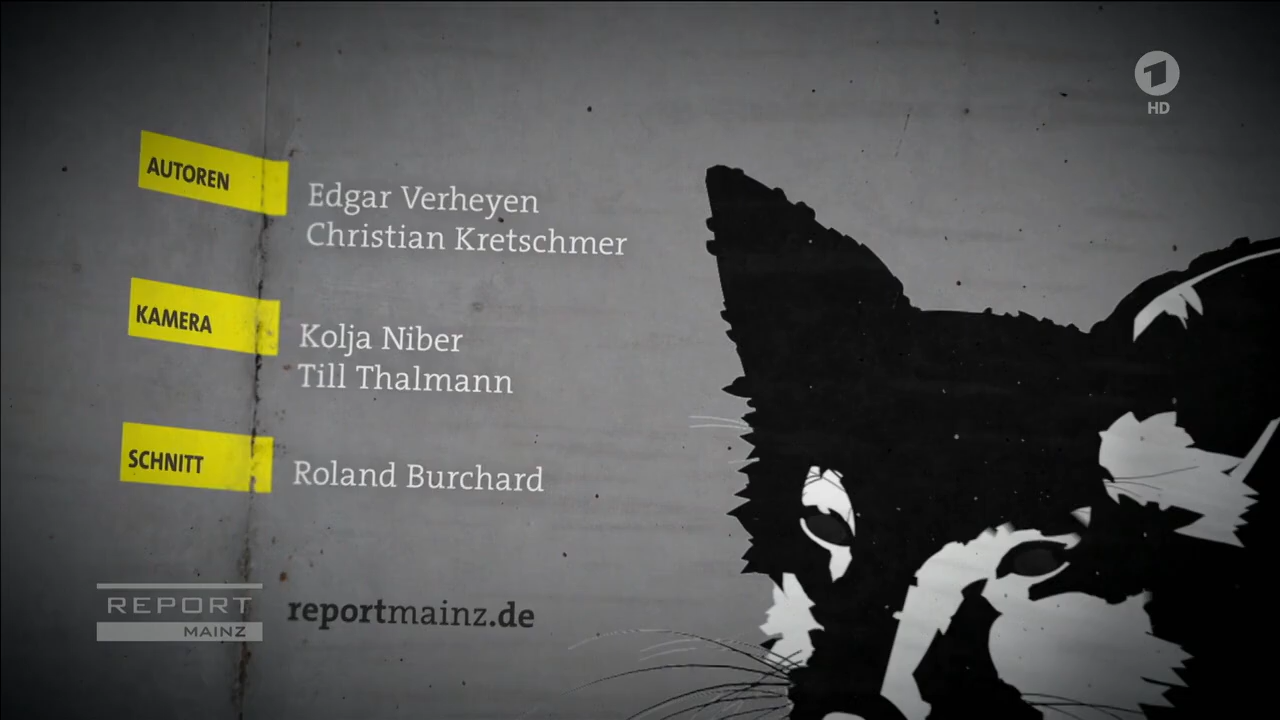 1
HD
AUTOREN
Edgar Verheyen
Christian Kretschmer
KAMERA
Kolja Niber
Till Thalmann
SCHNITT
Roland Burchard
REPORT
MAINZ
reportmainz.de